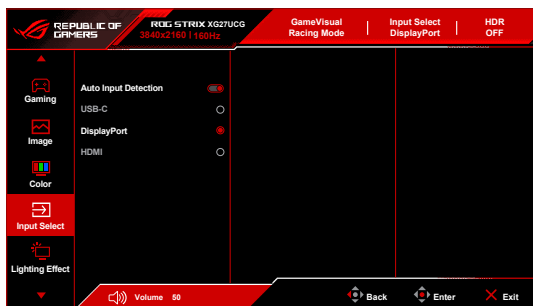 REPUBLIC OF
GAMERS
ROG STRIX XG27UCG
3840x2160 160Hz
GameVisual
Racing Mode
Input Select
DisplayPort
HDR
OFF
Gaming
Image
Color
Input Select
Lighting Effect
Auto Input Detection
USB-C
DisplayPort
HDMI
Volume 50
Back
Enter
Exit